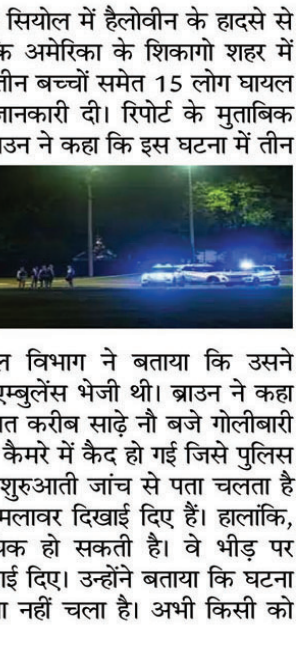 सियोल में हैलोवीन के हादसे से
क अमेरिका के शिकागो शहर में
तीन बच्चों समेत 15 लोग घायल
जानकारी दी। रिपोर्ट के मुताबिक
उन ने कहा कि इस घटना में तीन
विभाग ने बताया कि उसने
एम्बुलेंस भेजी थी। ब्राउन ने कहा
त करीब साढ़े नौ बजे गोलीबारी
कैमरे में कैद हो गई जिसे पुलिस
शुरुआती जांच से पता चलता है
मलावर दिखाई दिए हैं। हालांकि,
हो सकती है। वे भीड़ पर
ई दिए। उन्होंने बताया कि घटना
नहीं चला है। अभी किसी को